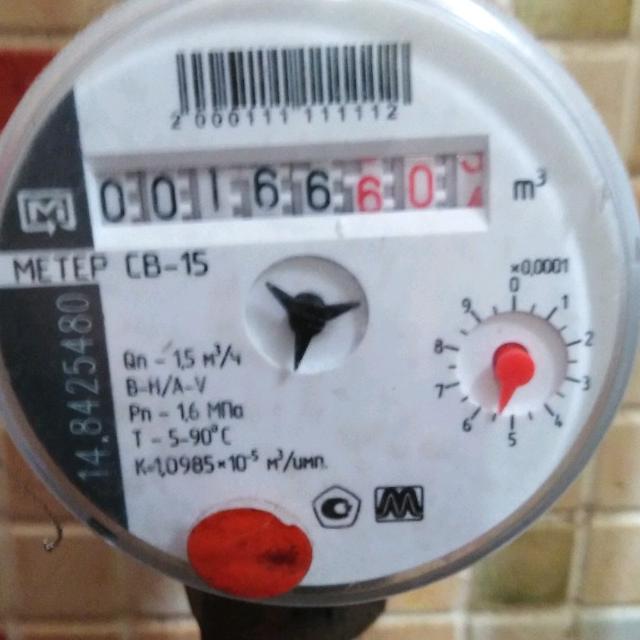 2 000111 111112
0 0 1 6 6 6 0
m³
МЕТЕР СВ-15
×0,0001
0
1
2
3
4
5
6
7
8
9
14.8425480
Qn - 1,5 м³/ч
В-Н/А-V
Pn - 1,6 МПа
Т - 5-90°C
К=1,0985×10⁻⁵ м³/имп.